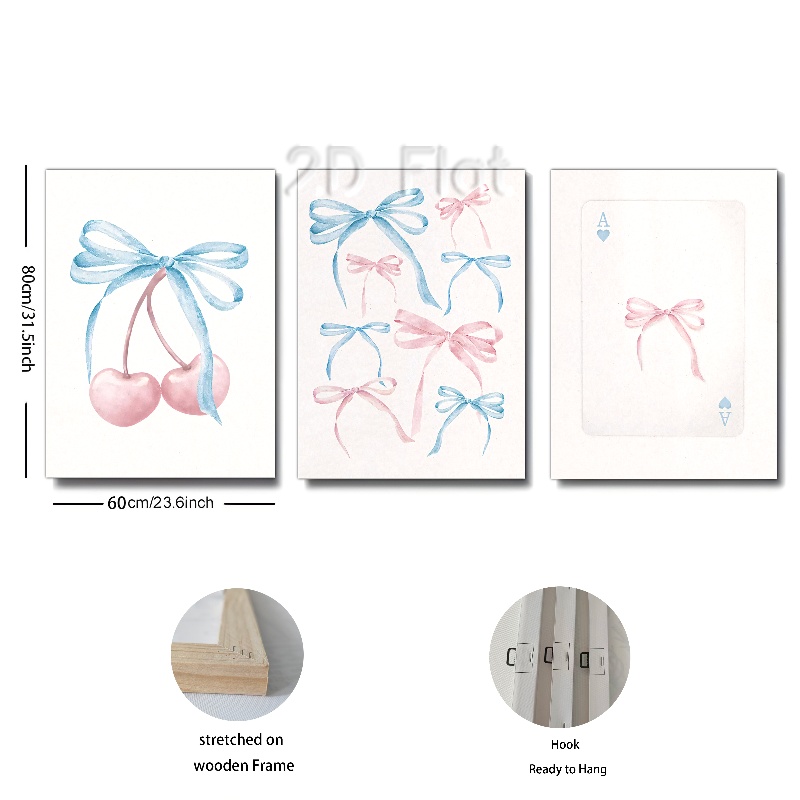 2D Flat
A
A
80cm/31.5inch
60cm/23.6inch
stretched on
wooden Frame
Hook
Ready to Hang